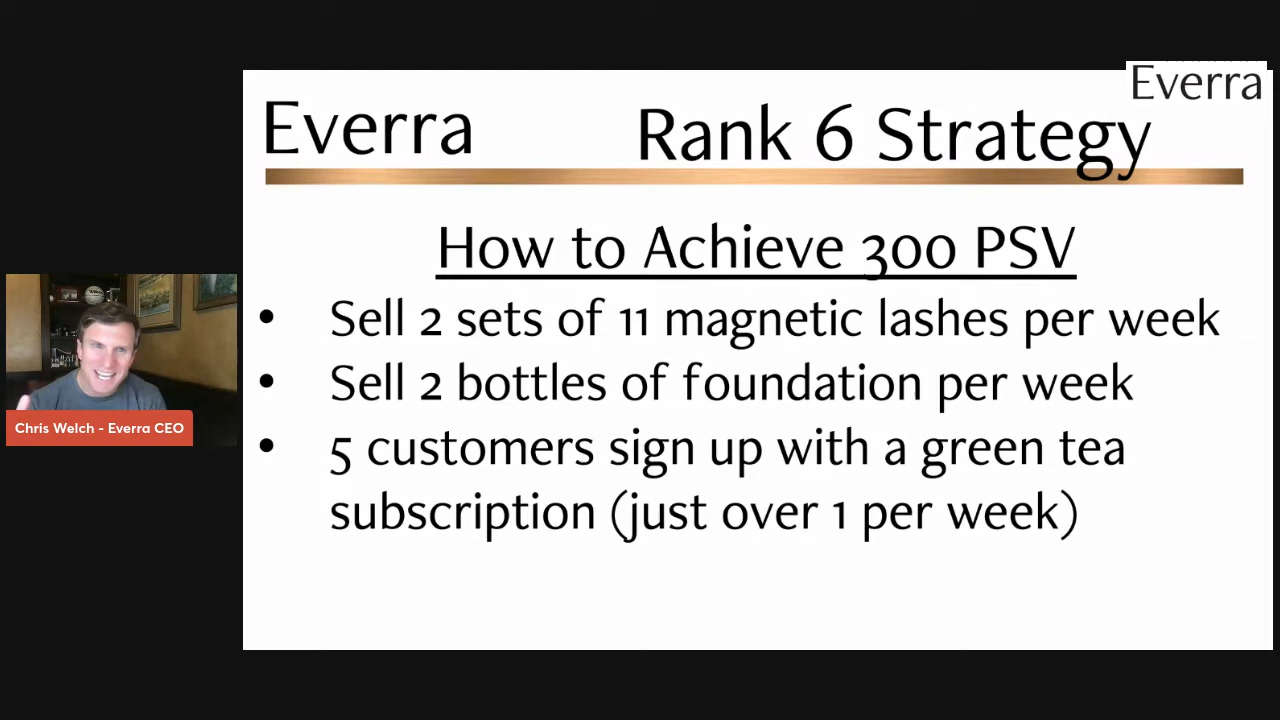 Everra
Everra
Rank 6 Strategy
How to Achieve 300 PSV
• Sell 2 sets of 11 magnetic lashes per week
• Sell 2 bottles of foundation per week
• 5 customers sign up with a green tea
subscription (just over 1 per week)
Chris Welch - Everra CEO